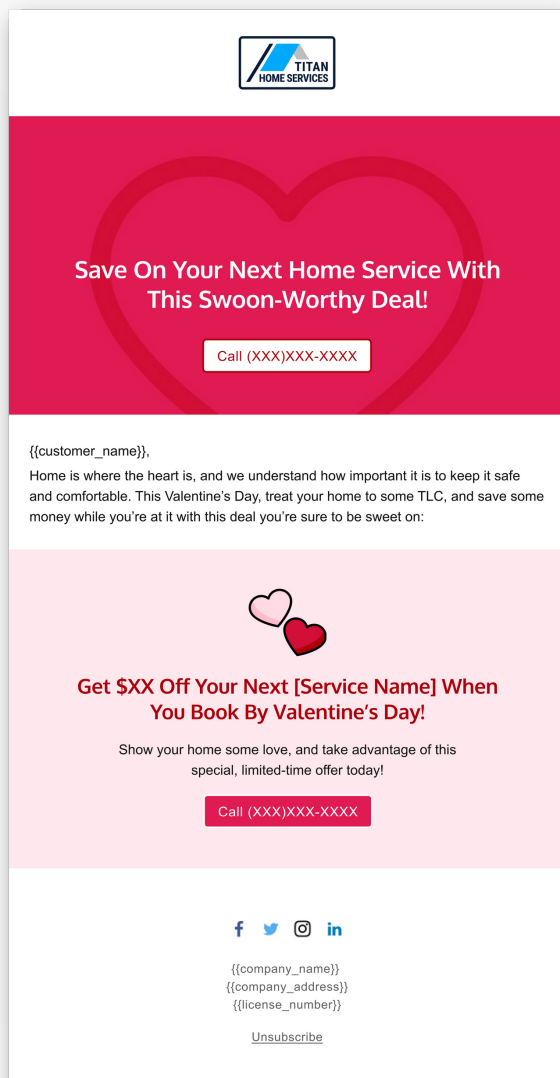 TITAN
HOME SERVICES
Save On Your Next Home Service With
This Swoon-Worthy Deal!
Call (XXX)XXX-XXXX
{{customer_name}},
Home is where the heart is, and we understand how important it is to keep it safe
and comfortable. This Valentine’s Day, treat your home to some TLC, and save some
money while you’re at it with this deal you’re sure to be sweet on:
Get $XX Off Your Next [Service Name] When
You Book By Valentine’s Day!
Show your home some love, and take advantage of this
special, limited-time offer today!
Call (XXX)XXX-XXXX
{{company_name}}
{{company_address}}
{{license_number}}
Unsubscribe